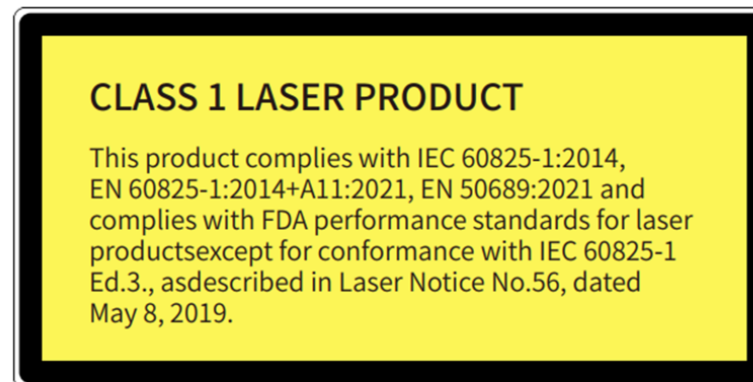 CLASS 1 LASER PRODUCT
This product complies with IEC 60825-1:2014,
EN 60825-1:2014+A11:2021, EN 50689:2021 and
complies with FDA performance standards for laser
productsexcept for conformance with IEC 60825-1
Ed.3., asdescribed in Laser Notice No.56, dated
May 8, 2019.